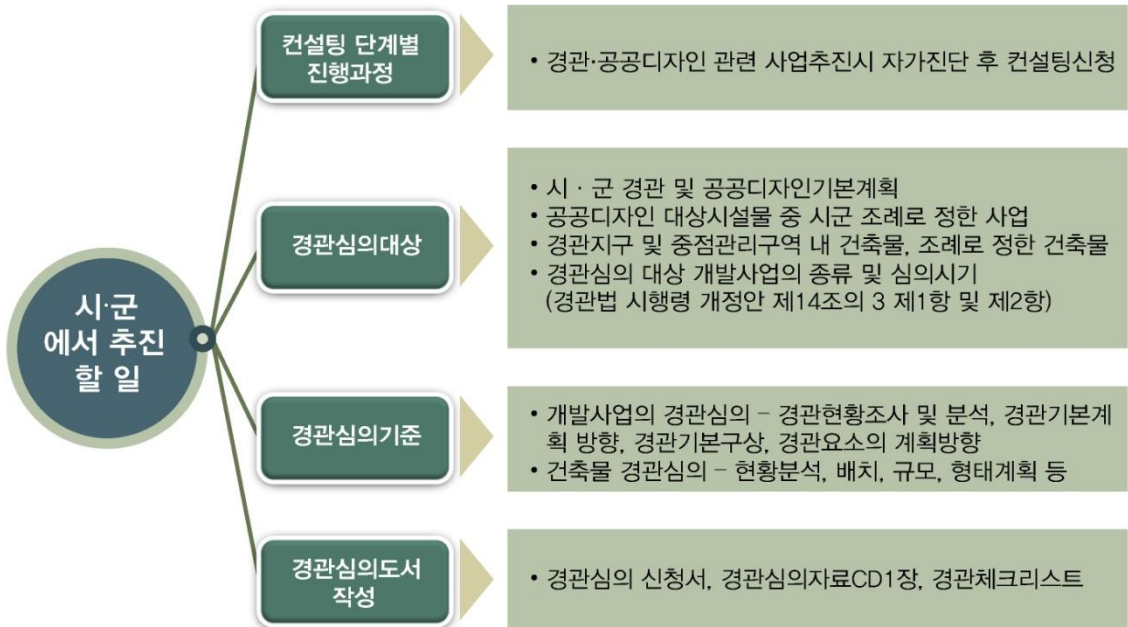 시·군
에서 추진
할 일
컨설팅 단계별
진행과정
• 경관·공공디자인 관련 사업추진시 자가진단 후 컨설팅신청
경관심의대상
• 시 · 군 경관 및 공공디자인기본계획
• 공공디자인 대상시설물 중 시군 조례로 정한 사업
• 경관지구 및 중점관리구역 내 건축물, 조례로 정한 건축물
• 경관심의 대상 개발사업의 종류 및 심의시기
(경관법 시행령 개정안 제14조의 3 제1항 및 제2항)
경관심의기준
• 개발사업의 경관심의 – 경관현황조사 및 분석, 경관기본계
획 방향, 경관기본구상, 경관요소의 계획방향
• 건축물 경관심의 – 현황분석, 배치, 규모, 형태계획 등
경관심의도서
작성
• 경관심의 신청서, 경관심의자료CD1장, 경관체크리스트